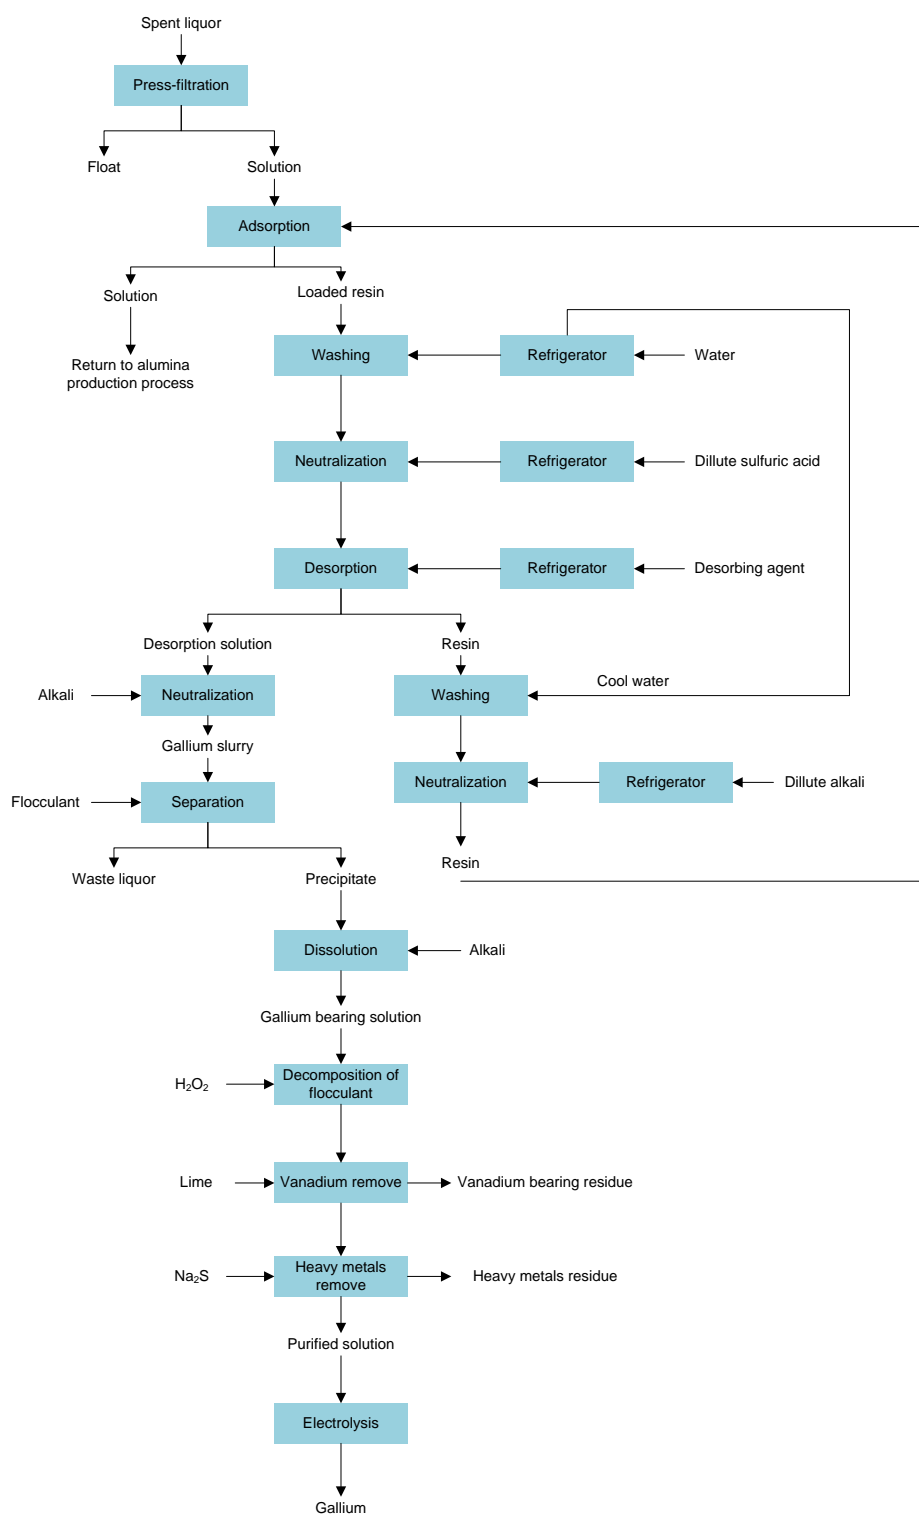 Spent liquor
Press-filtration
Float
Solution
Adsorption
Solution
Loaded resin
Return to alumina
production process
Washing
Refrigerator
Water
Neutralization
Refrigerator
Dillute sulfuric acid
Desorption
Refrigerator
Desorbing agent
Desorption solution
Resin
Alkali
Neutralization
Washing
Cool water
Gallium slurry
Flocculant
Separation
Neutralization
Refrigerator
Dillute alkali
Waste liquor
Precipitate
Resin
Dissolution
Alkali
Gallium bearing solution
H₂O₂
Decomposition of
flocculant
Lime
Vanadium remove
Vanadium bearing residue
Na₂S
Heavy metals
remove
Heavy metals residue
Purified solution
Electrolysis
Gallium